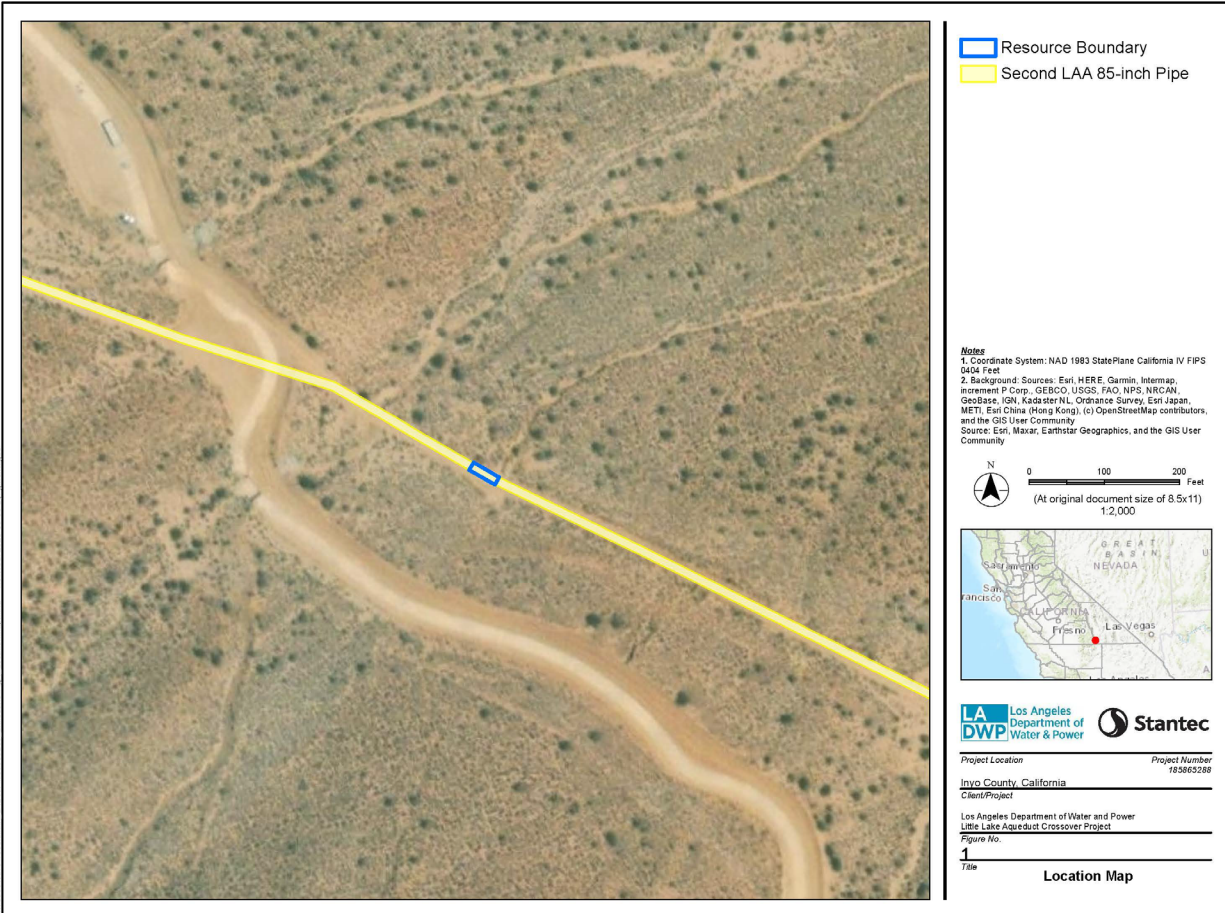 Resource Boundary
Second LAA 85-inch Pipe
Notes
1. Coordinate System: NAD 1983 StatePlane California IV FIPS
0404 Feet
2. Background: Sources: Esri, HERE, Garmin, Intermap,
increment P Corp., GEBCO, USGS, FAO, NPS, NRCAN,
GeoBase, IGN, Kadaster NL, Ordnance Survey, Esri Japan,
METI, Esri China (Hong Kong), (c) OpenStreetMap contributors,
and the GIS User Community
Source: Esri, Maxar, Earthstar Geographics, and the GIS User
Community
N
0 100 200
Feet
(At original document size of 8.5x11)
1:2,000
GREAT
BASIN
NEVADA
U
Sacramento
San
rancisco
CALIFORNIA
Fresno
Las Vegas
A
Los Angeles
LA
DWP
Los Angeles
Department of
Water & Power
Stantec
Project Location Project Number
185865288
Inyo County, California
Client/Project
Los Angeles Department of Water and Power
Little Lake Aqueduct Crossover Project
Figure No.
1
Title
Location Map